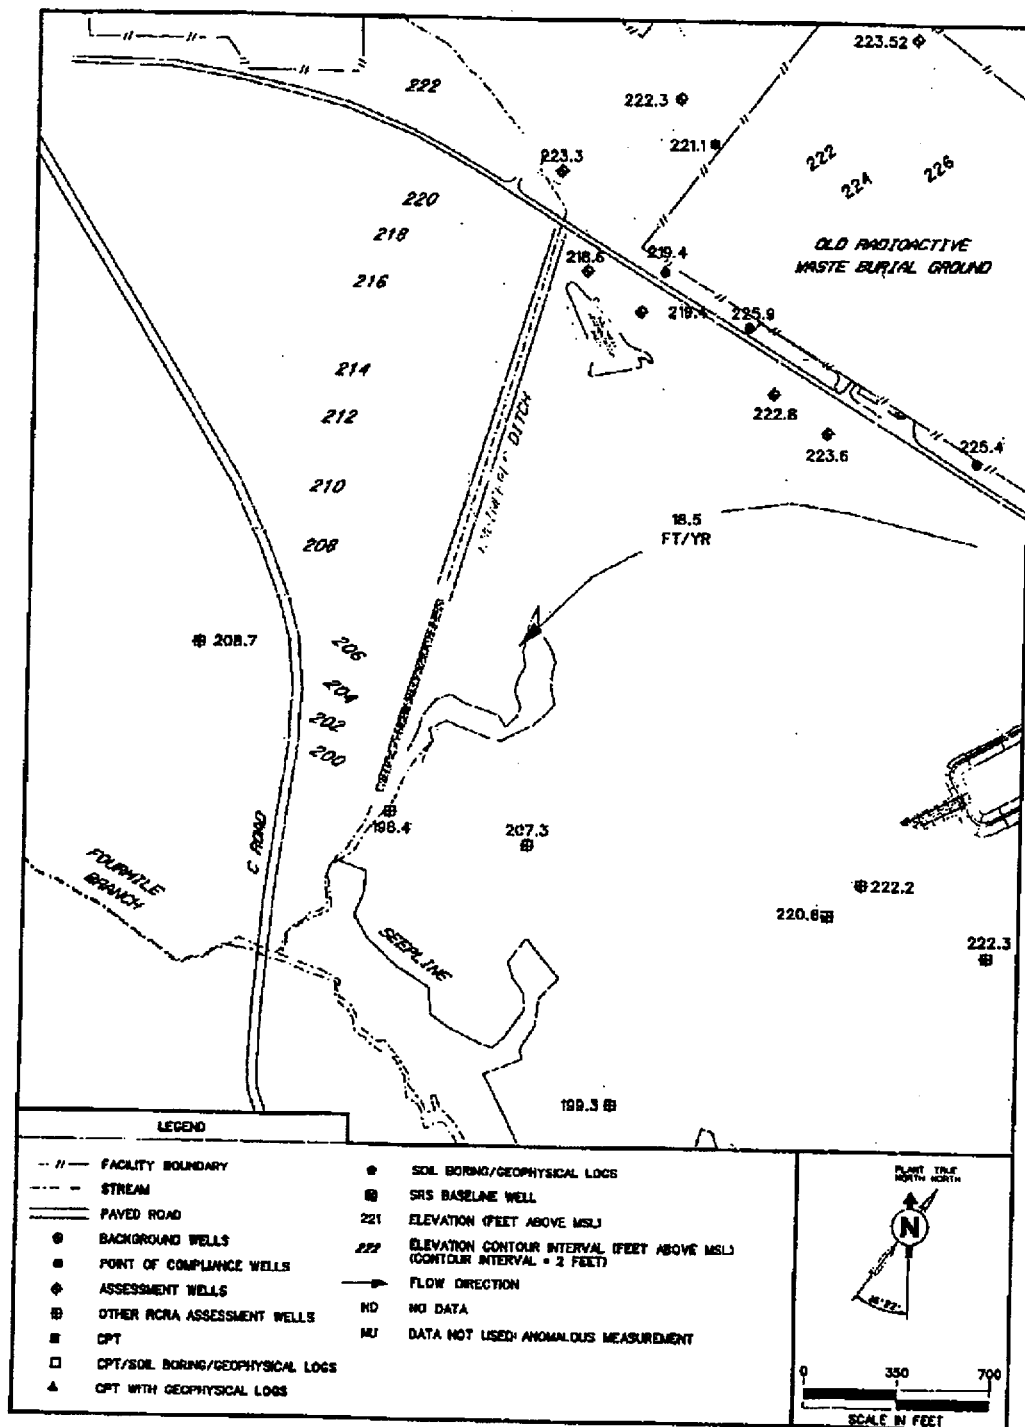 223.52
222
222.3
221.1
223.3
222
224
226
220
218
OLD RADIOACTIVE
WASTE BURIAL GROUND
218.6
219.4
216
219.4
225.9
214
222.8
212
DITCH
223.6
225.4
210
18.5
FT/YR
208
208.7
206
204
202
200
198.4
C ROAD
207.3
FOURMILE
BRANCH
222.2
220.6
SEEPLINE
222.3
199.3
LEGEND
FACILITY BOUNDARY
STREAM
PAVED ROAD
BACKGROUND WELLS
POINT OF COMPLIANCE WELLS
ASSESSMENT WELLS
OTHER RCRA ASSESSMENT WELLS
CPT
CPT/SOIL BORING/GEOPHYSICAL LOGS
CPT WITH GEOPHYSICAL LOGS
SOIL BORING/GEOPHYSICAL LOGS
SRS BASELINE WELL
221 ELEVATION (FEET ABOVE MSL)
222 ELEVATION CONTOUR INTERVAL (FEET ABOVE MSL)
(CONTOUR INTERVAL = 2 FEET)
FLOW DIRECTION
ND NO DATA
NU DATA NOT USED: ANOMALOUS MEASUREMENT
PLANT TRUE
NORTH NORTH
N
0 350 700
SCALE IN FEET